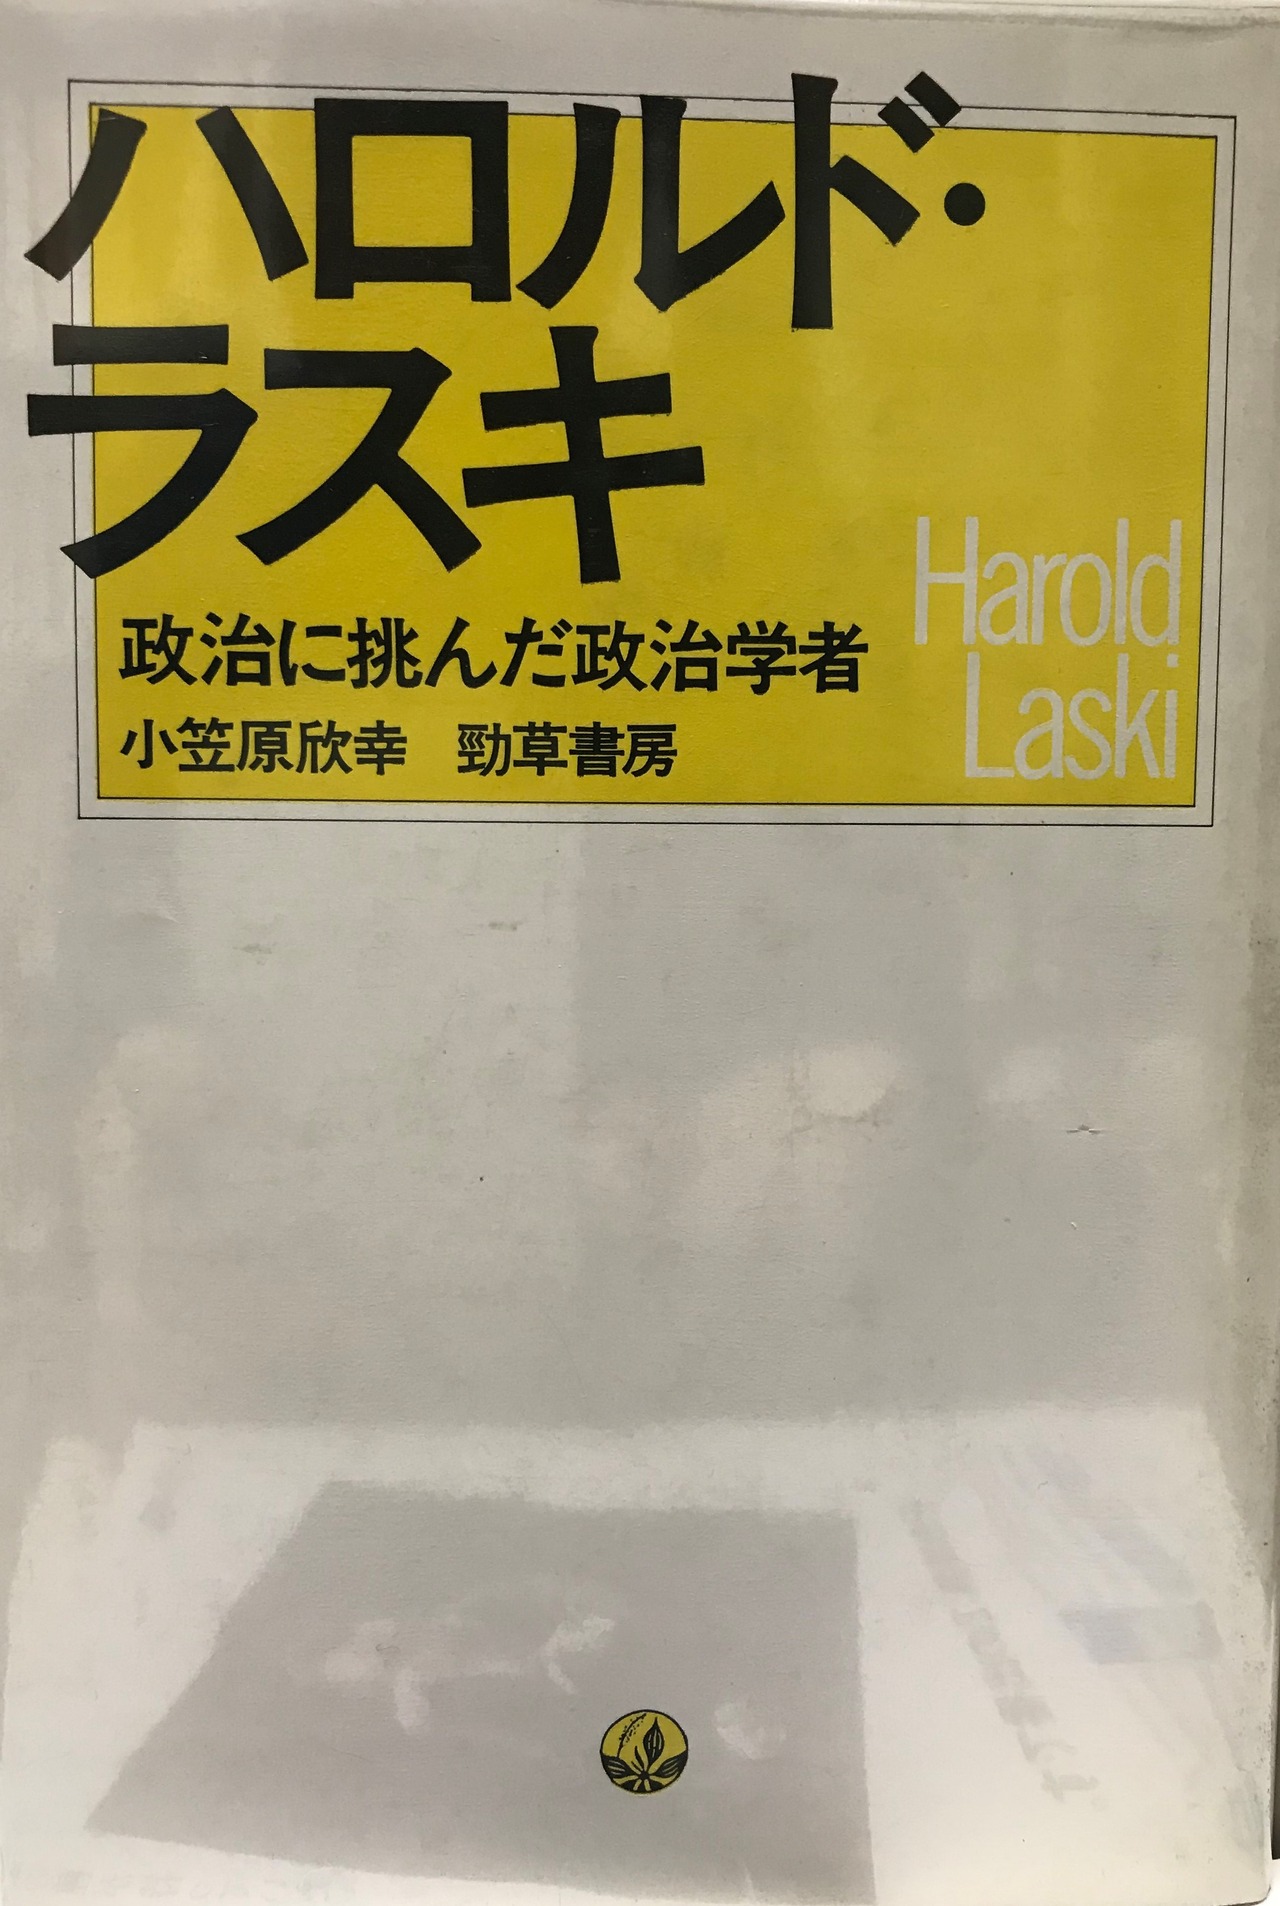 ハロルド・
ラスキ
Harold
Laski
政治に挑んだ政治学者
小笠原欣幸　勁草書房